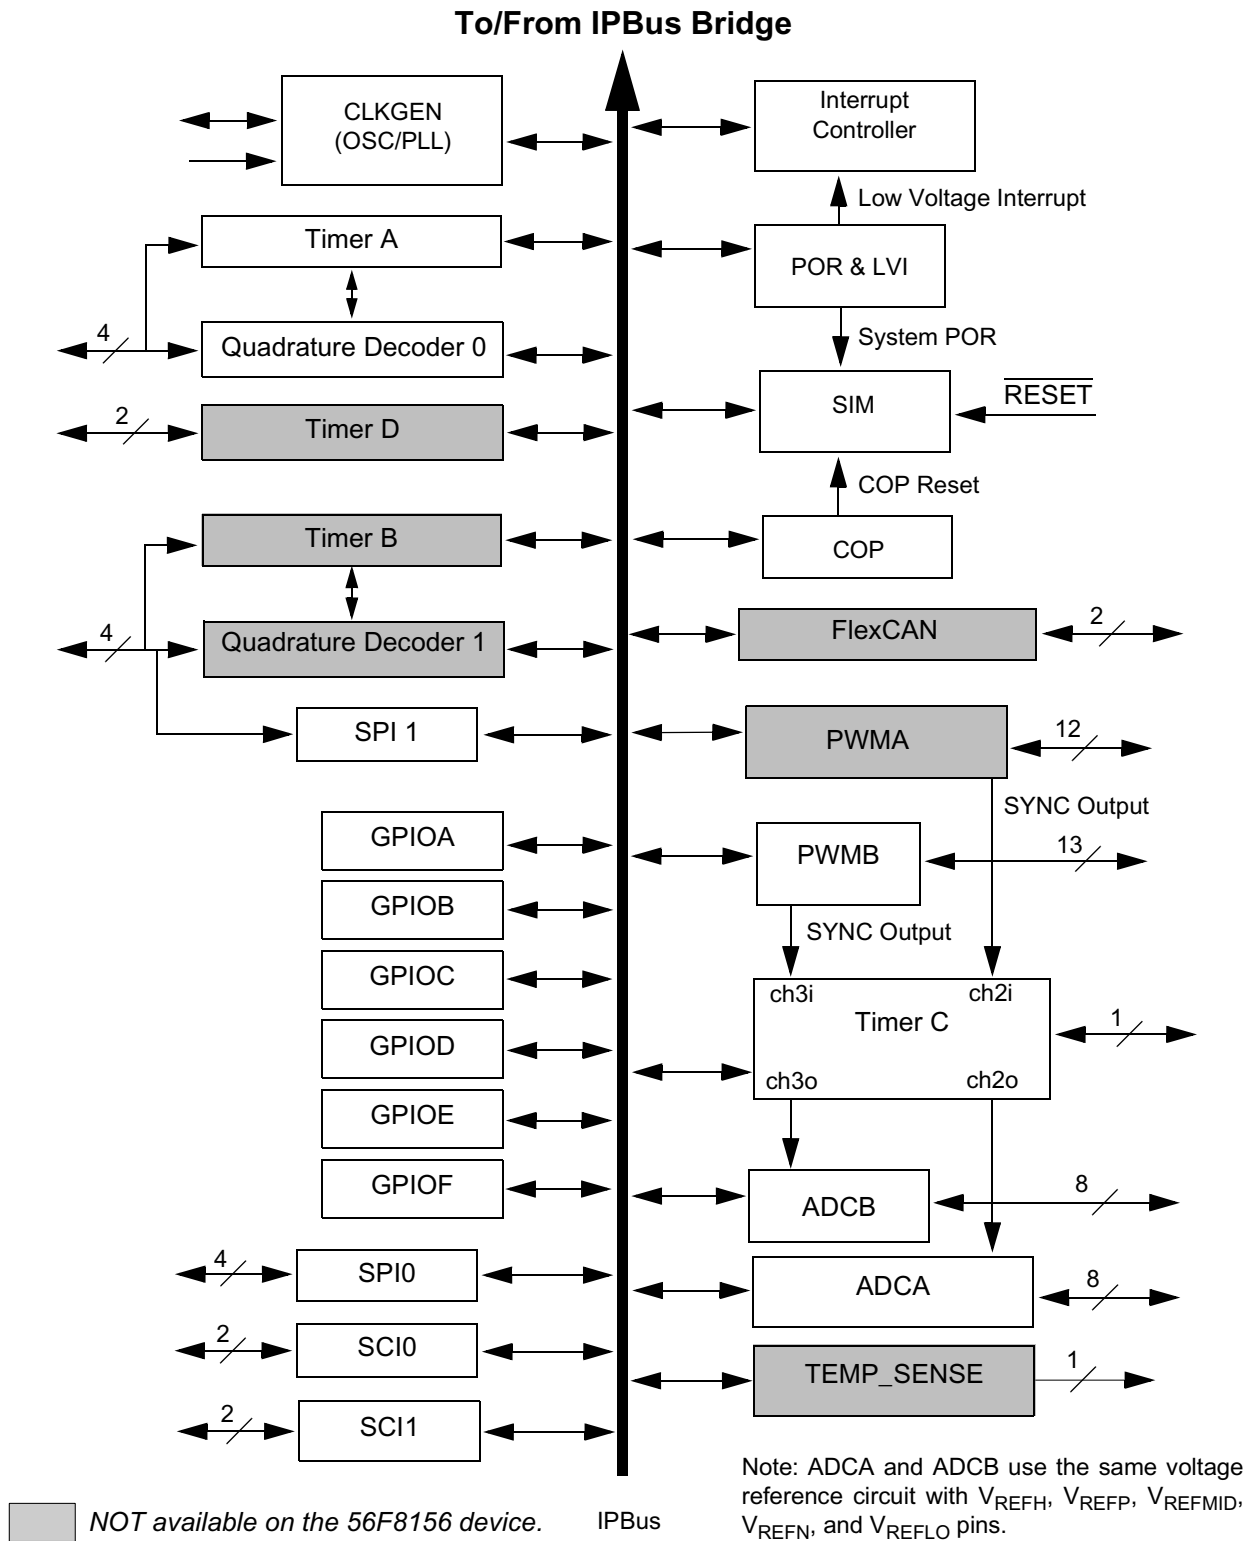 To/From IPBus Bridge
CLKGEN
(OSC/PLL)
Timer A
4
Quadrature Decoder 0
2
Timer D
Timer B
4
Quadrature Decoder 1
SPI 1
GPIOA
GPIOB
GPIOC
GPIOD
GPIOE
GPIOF
4
SPI0
2
SCI0
2
SCI1
Interrupt
Controller
Low Voltage Interrupt
POR & LVI
System POR
SIM
RESET
COP Reset
COP
FlexCAN
2
PWMA
12
SYNC Output
PWMB
13
SYNC Output
ch3i
ch2i
Timer C
1
ch3o
ch2o
ADCB
8
ADCA
8
TEMP_SENSE
1
NOT available on the 56F8156 device.
IPBus
Note: ADCA and ADCB use the same voltage
reference circuit with VREFH, VREFP, VREFMID,
VREFN, and VREFLO pins.